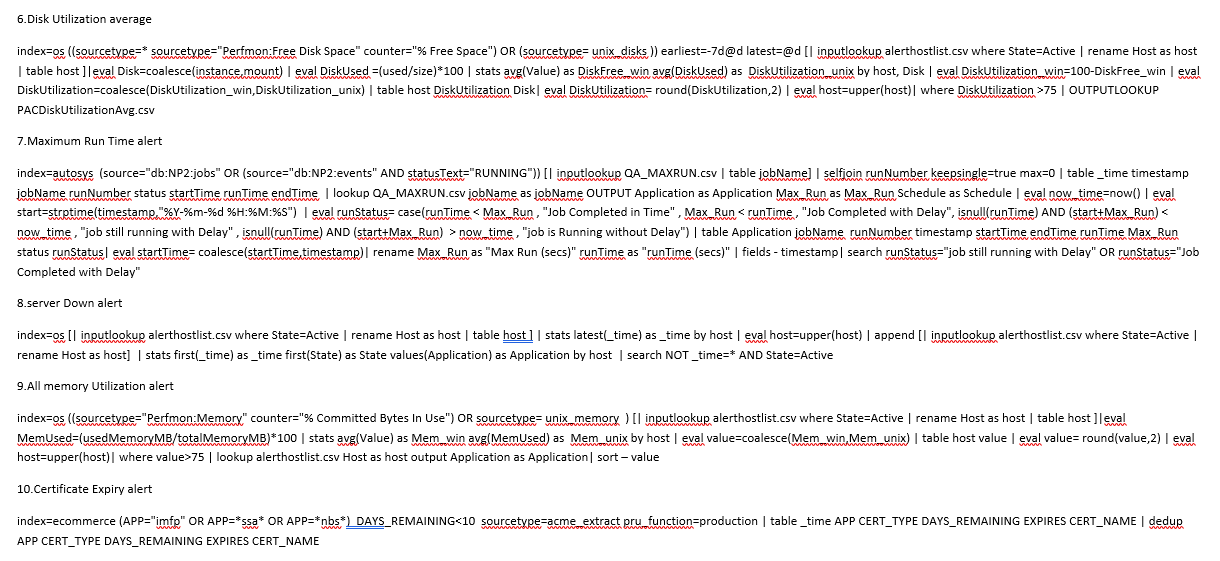 6.Disk Utilization average
index=os ((sourcetype=* sourcetype="Perfmon:Free Disk Space" counter="% Free Space") OR (sourcetype= unix_disks )) earliest=-7d@d latest=@d [| inputlookup alerthostlist.csv where State=Active | rename Host as host
| table host ]|eval Disk=coalesce(instance,mount) | eval DiskUsed =(used/size)*100 | stats avg(Value) as DiskFree_win avg(DiskUsed) as  DiskUtilization_unix by host, Disk | eval DiskUtilization_win=100-DiskFree_win | eval
DiskUtilization=coalesce(DiskUtilization_win,DiskUtilization_unix) | table host DiskUtilization Disk| eval DiskUtilization= round(DiskUtilization,2) | eval host=upper(host)| where DiskUtilization >75 | OUTPUTLOOKUP
PACDiskUtilizationAvg.csv
7.Maximum Run Time alert
index=autosys  (source="db:NP2:jobs" OR (source="db:NP2:events" AND statusText="RUNNING")) [| inputlookup QA_MAXRUN.csv | table jobName] | selfjoin runNumber keepsingle=true max=0 | table _time timestamp
jobName runNumber status startTime runTime endTime  | lookup QA_MAXRUN.csv jobName as jobName OUTPUT Application as Application Max_Run as Max_Run Schedule as Schedule | eval now_time=now() | eval
start=strptime(timestamp,"%Y-%m-%d %H:%M:%S")  | eval runStatus= case(runTime < Max_Run , "Job Completed in Time" , Max_Run < runTime , "Job Completed with Delay", isnull(runTime) AND (start+Max_Run) <
now_time , "job still running with Delay" , isnull(runTime) AND (start+Max_Run)  > now_time , "job is Running without Delay") | table Application jobName  runNumber timestamp startTime endTime runTime Max_Run
status runStatus| eval startTime= coalesce(startTime,timestamp)| rename Max_Run as "Max Run (secs)" runTime as "runTime (secs)" | fields - timestamp| search runStatus="job still running with Delay" OR runStatus="Job
Completed with Delay"
8.server Down alert
index=os [| inputlookup alerthostlist.csv where State=Active | rename Host as host | table host ] | stats latest(_time) as _time by host | eval host=upper(host) | append [| inputlookup alerthostlist.csv where State=Active |
rename Host as host]  | stats first(_time) as _time first(State) as State values(Application) as Application by host  | search NOT _time=* AND State=Active
9.All memory Utilization alert
index=os ((sourcetype="Perfmon:Memory" counter="% Committed Bytes In Use") OR sourcetype= unix_memory  ) [| inputlookup alerthostlist.csv where State=Active | rename Host as host | table host ]|eval
MemUsed=(usedMemoryMB/totalMemoryMB)*100 | stats avg(Value) as Mem_win avg(MemUsed) as  Mem_unix by host | eval value=coalesce(Mem_win,Mem_unix) | table host value | eval value= round(value,2) | eval
host=upper(host)| where value>75 | lookup alerthostlist.csv Host as host output Application as Application| sort – value
10.Certificate Expiry alert
index=ecommerce (APP="imfp" OR APP=*ssa* OR APP=*nbs*)  DAYS_REMAINING<10  sourcetype=acme_extract pru_function=production | table _time APP CERT_TYPE DAYS_REMAINING EXPIRES CERT_NAME | dedup
APP CERT_TYPE DAYS_REMAINING EXPIRES CERT_NAME